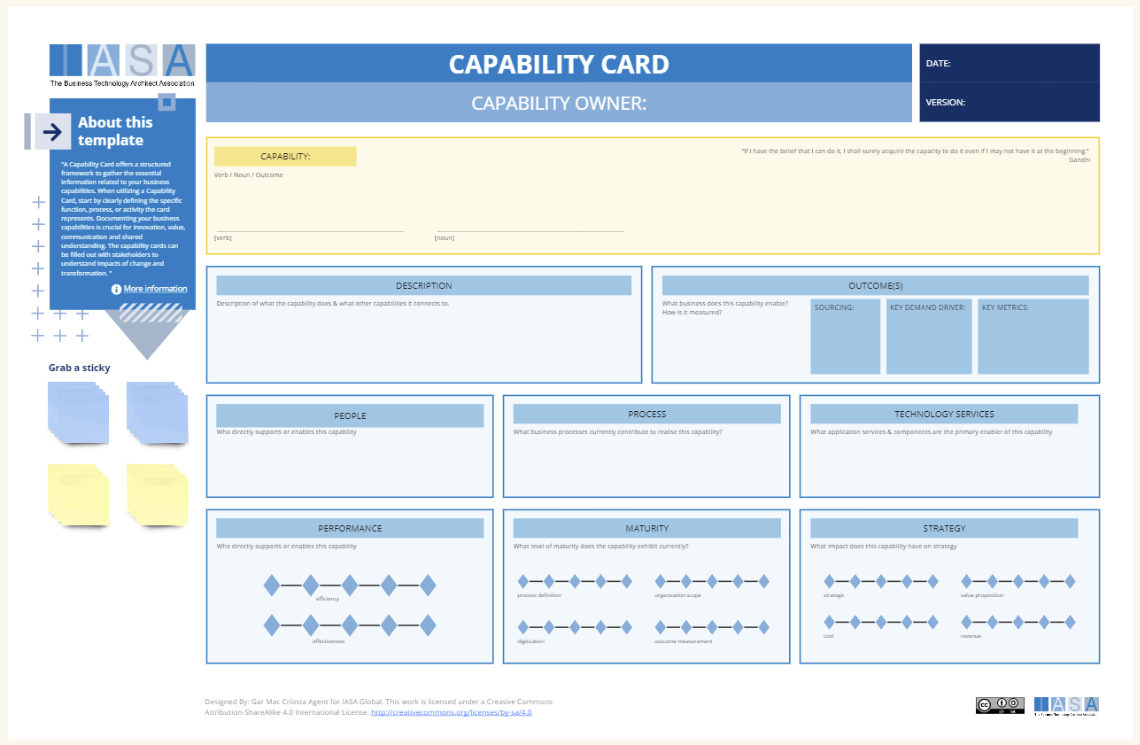 IASA
The Business Technology Architect Association
CAPABILITY CARD
CAPABILITY OWNER:
DATE:
VERSION:
About this
template
"A Capability Card offers a structured
framework to gather the essential
information related to your business
capabilities. When utilizing a Capability
Card, start by clearly defining the specific
function, process, or activity the card
represents. Documenting your business
capabilities is crucial for innovation, value,
communication and shared
understanding. The capability cards can
be filled out with stakeholders to
understand impacts of change and
transformation. "
More information
Grab a sticky
CAPABILITY:
Verb / Noun / Outcome
"If I have the belief that I can do it, I shall surely acquire the capacity to do it even if I may not have it at the beginning."
Gandhi
[verb]
[noun]
DESCRIPTION
Description of what the capability does & what other capabilities it connects to.
OUTCOME(S)
What business does this capability enable?
How is it measured?
SOURCING:
KEY DEMAND DRIVER:
KEY METRICS:
PEOPLE
Who directly supports or enables this capability
PROCESS
What business processes currently contribute to realise this capability?
TECHNOLOGY SERVICES
What application services & components are the primary enabler of this capability
PERFORMANCE
Who directly supports or enables this capability
efficiency
effectiveness
MATURITY
What level of maturity does the capability exhibit currently?
process definition
organization scope
digitisation
outcome measurement
STRATEGY
What impact does this capability have on strategy
strategic
value proposition
cost
revenue
Designed By: Gar Mac Críosta Agent for IASA Global. This work is licensed under a Creative Commons
Attribution-ShareAlike 4.0 International License. http://creativecommons.org/licenses/by-sa/4.0
cc
BY SA
IASA
The Business Technology Architect Association